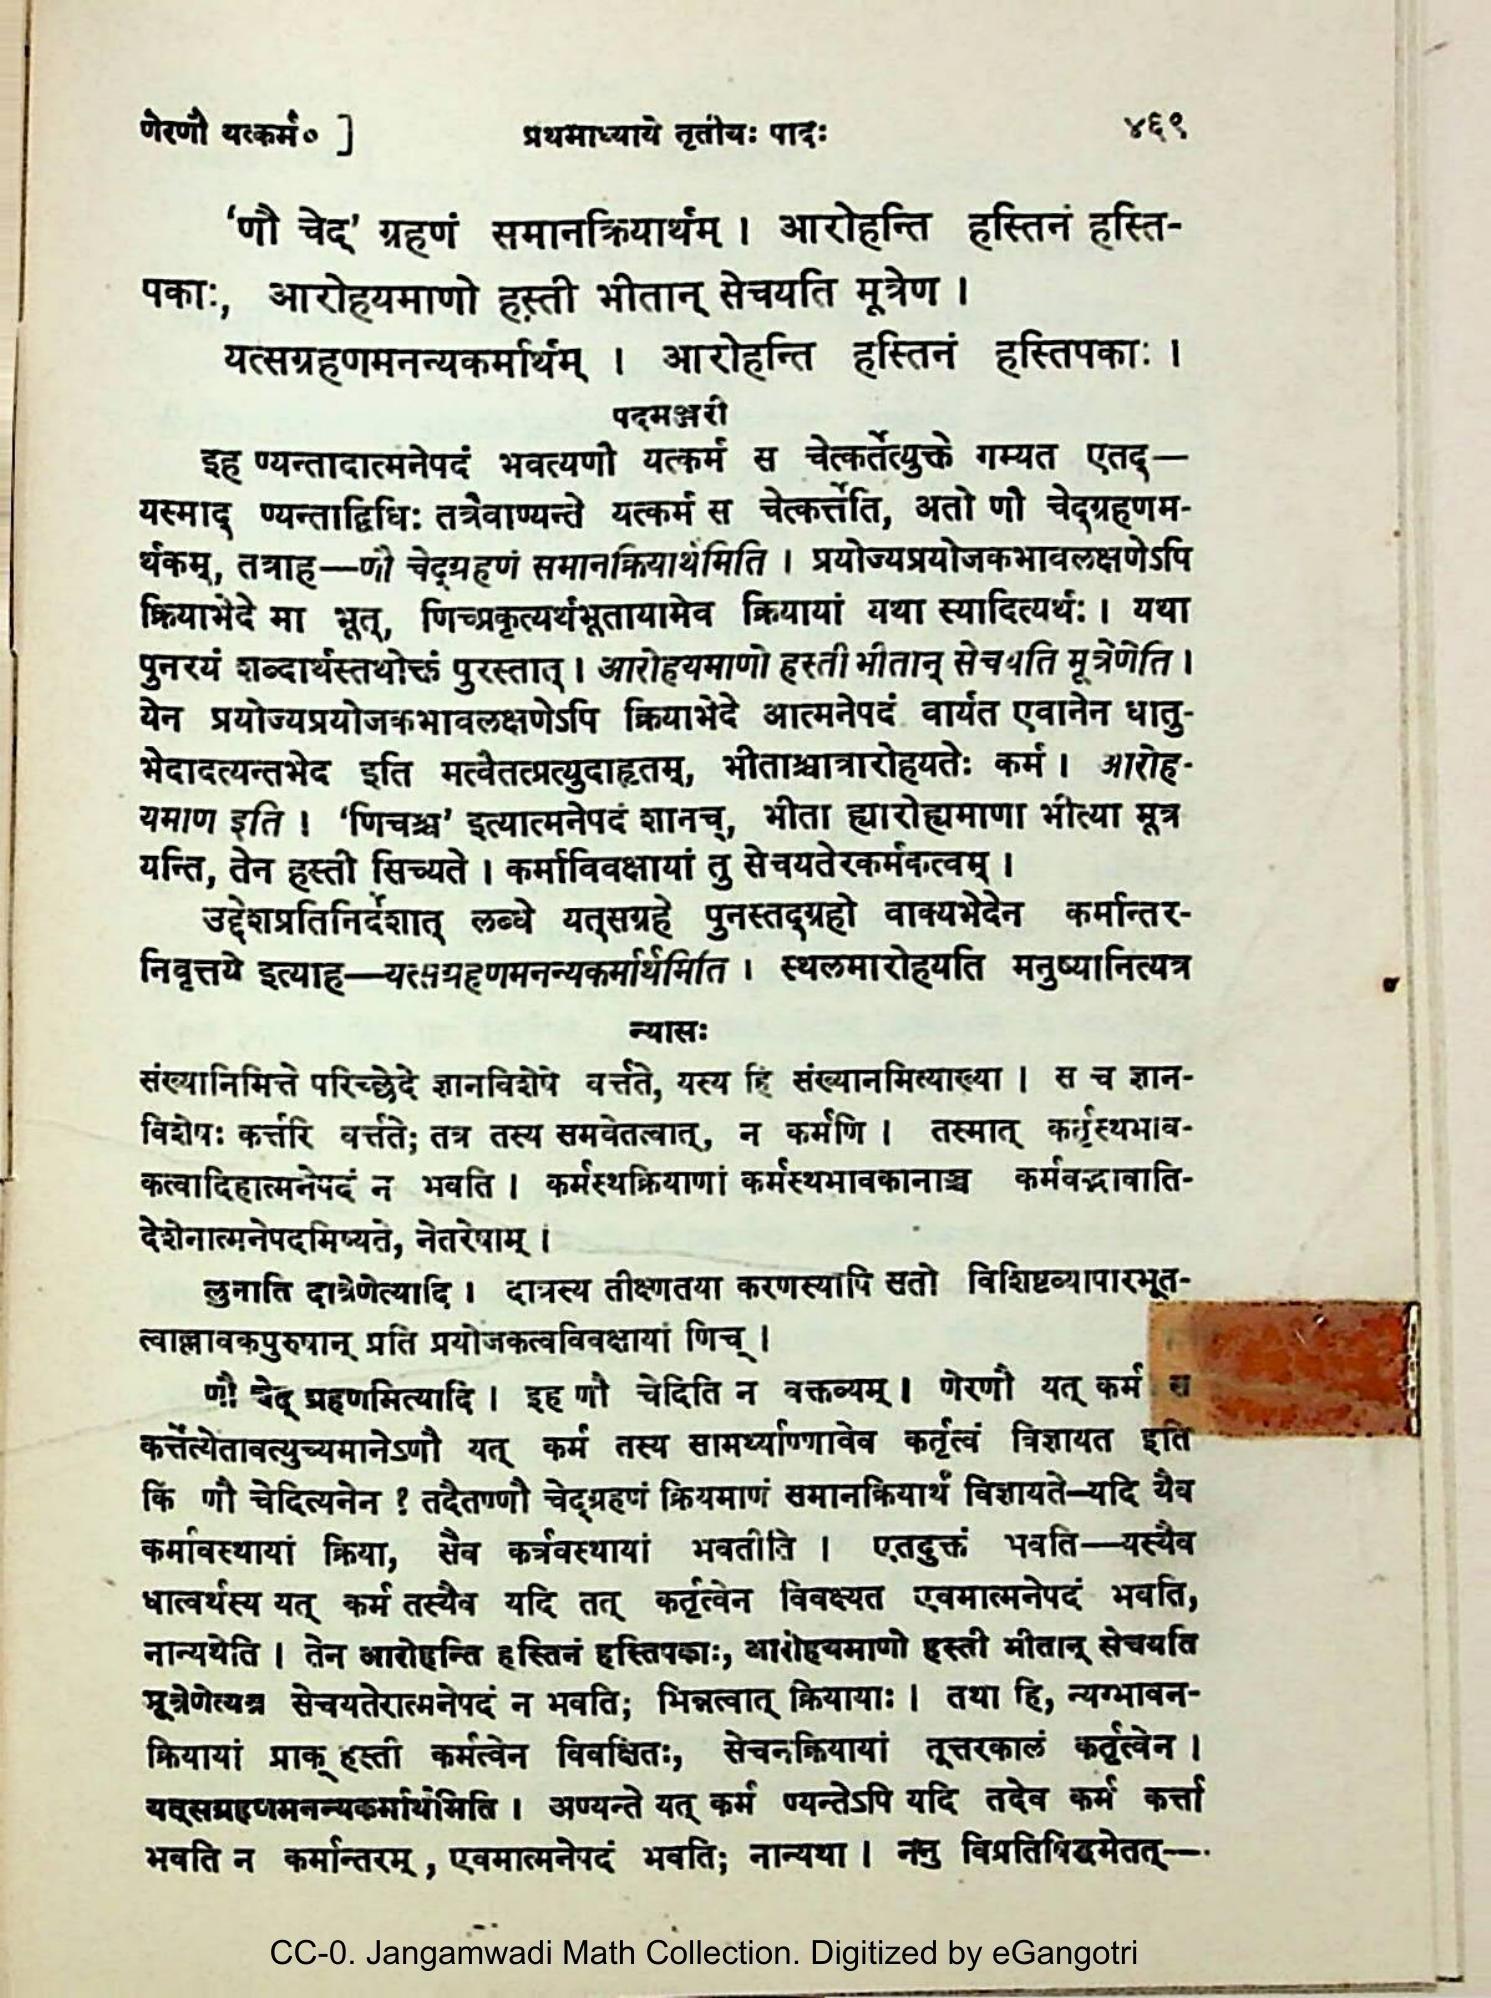 णेरणौ यत्कर्म० ]
प्रथमाध्याये तृतीयः पादः
४६९
‘णौ चेद्’ ग्रहणं समानक्रियार्थम् । आरोहन्ति हस्तिनं हस्ति-
पकाः, आरोहयमाणो हस्ती भीतान् सेचयति मूत्रेण ।
यत्सग्रहणमनन्यकर्मार्थम् । आरोहन्ति हस्तिनं हस्तिपकाः ।
पदमञ्जरी
इह ण्यन्तादात्मनेपदं भवत्यणौ यत्कर्म स चेत्कर्तेत्युक्ते गम्यत एतद्—
यस्माद् ण्यन्ताद्विधिः तत्रैवाण्यन्ते यत्कर्म स चेत्कर्त्तेति, अतो णौ चेद्ग्रहणम-
र्थकम्, तत्राह—णौ चेद्ग्रहणं समानक्रियार्थमिति । प्रयोज्यप्रयोजकभावलक्षणेऽपि
क्रियाभेदे मा भूत्, णिच्प्रकृत्यर्थभूतायामेव क्रियायां यथा स्यादित्यर्थः । यथा
पुनरयं शब्दार्थस्तथोक्तं पुरस्तात् । आरोहयमाणो हस्ती भीतान् सेचयति मूत्रेणेति ।
येन प्रयोज्यप्रयोजकभावलक्षणेऽपि क्रियाभेदे आत्मनेपदं वार्यत एवानेन धातु-
भेदादत्यन्तभेद इति मत्वैतत्प्रत्युदाहृतम्, भीताश्चात्रारोहयतेः कर्म । आरोह-
यमाण इति । ‘णिचश्च’ इत्यात्मनेपदं शानच्, भीता ह्यारोह्यमाणा भीत्या मूत्र
यन्ति, तेन हस्ती सिच्यते । कर्माविवक्षायां तु सेचयतेरकर्मकत्वम् ।
उद्देशप्रतिनिर्देशात् लब्धे यत्सग्रहे पुनस्तद्ग्रहो वाक्यभेदेन कर्मान्तर-
निवृत्तये इत्याह—यत्सग्रहणमनन्यकर्मार्थमिति । स्थलमारोहयति मनुष्यानित्यत्र
न्यासः
संख्यानिमित्ते परिच्छेदे ज्ञानविशेषे वर्त्तते, यस्य हि संख्यानमित्याख्या । स च ज्ञान-
विशेषः कर्त्तरि वर्त्तते; तत्र तस्य समवेतत्वात्, न कर्मणि । तस्मात् कर्तृस्थभाव-
कत्वादिहात्मनेपदं न भवति । कर्मस्थक्रियाणां कर्मस्थभावकानाञ्च कर्मवद्भावाति-
देशेनात्मनेपदमिष्यते, नेतरेषाम् ।
लुनाति दात्रेणेत्यादि । दात्रस्य तीक्ष्णतया करणस्यापि सतो विशिष्टव्यापारभूत-
त्वाल्लावकपुरुषान् प्रति प्रयोजकत्वविवक्षायां णिच् ।
णौ चेद् ग्रहणमित्यादि । इह णौ चेदिति न वक्तव्यम् । णेरणौ यत् कर्म स
कर्त्तेत्येतावत्युच्यमानेऽणौ यत् कर्म तस्य सामर्थ्याण्णावेव कर्तृत्वं विज्ञायत इति
किं णौ चेदित्यनेन ? तदैतण्णौ चेद्ग्रहणं क्रियमाणं समानक्रियार्थं विज्ञायते—यदि यैव
कर्मावस्थायां क्रिया, सैव कर्त्रवस्थायां भवतीति । एतदुक्तं भवति—यस्यैव
धात्वर्थस्य यत् कर्म तस्यैव यदि तत् कर्तृत्वेन विवक्ष्यत एवमात्मनेपदं भवति,
नान्यथेति । तेन आरोहन्ति हस्तिनं हस्तिपकाः, आरोहयमाणो हस्ती भीतान् सेचयति
मूत्रेणेत्यत्र सेचयतेरात्मनेपदं न भवति; भिन्नत्वात् क्रियायाः । तथा हि, न्यग्भावन-
क्रियायां प्राक् हस्ती कर्मत्वेन विवक्षितः, सेचनक्रियायां तूत्तरकालं कर्तृत्वेन ।
यत्सग्रहणमनन्यकर्मार्थमिति । अण्यन्ते यत् कर्म ण्यन्तेऽपि यदि तदेव कर्म कर्त्ता
भवति न कर्मान्तरम् , एवमात्मनेपदं भवति; नान्यथा । ननु विप्रतिषिद्धमेतत्—
CC-0. Jangamwadi Math Collection. Digitized by eGangotri